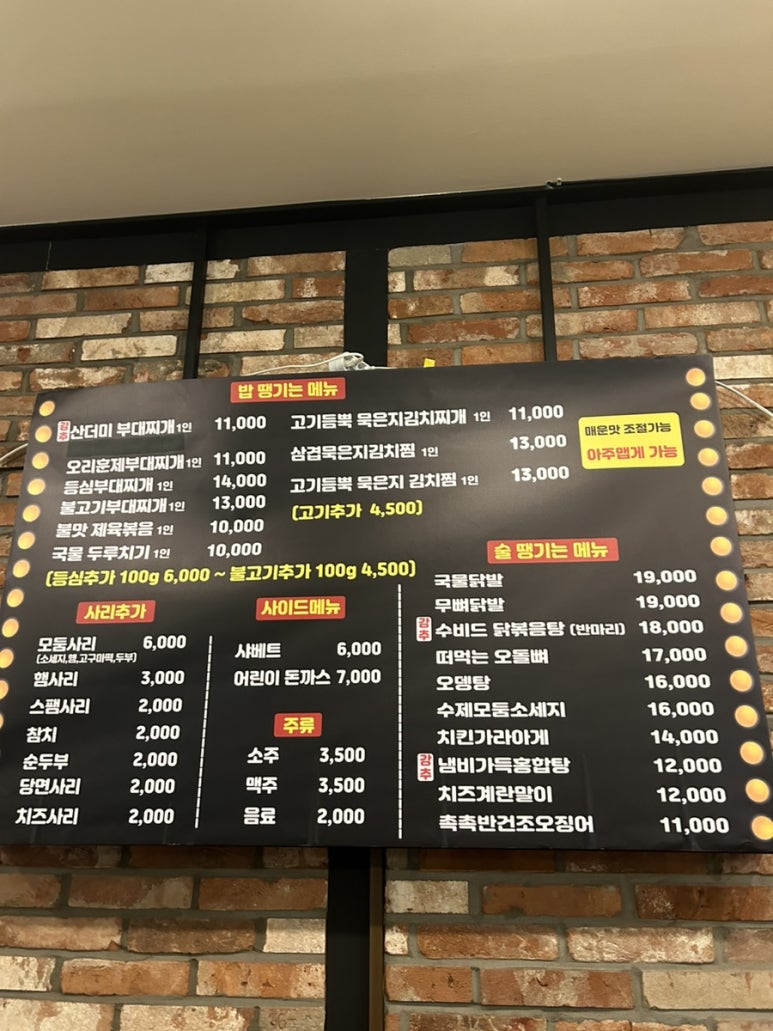 밥 땡기는 메뉴
강추 산더미 부대찌개 1인 11,000
오리훈제부대찌개 1인 11,000
등심부대찌개 1인 14,000
불고기부대찌개 1인 13,000
불맛 제육볶음 1인 10,000
국물 두루치기 1인 10,000
고기듬뿍 묵은지김치찌개 1인 11,000
삼겹묵은지김치찜 1인 13,000
고기듬뿍 묵은지 김치찜 1인 13,000
(고기추가 4,500)
(등심추가 100g 6,000 ~ 불고기추가 100g 4,500)
매운맛 조절가능
아주맵게 가능
사리추가
모둠사리 6,000
(소세지,햄,고구마떡,두부)
햄사리 3,000
스팸사리 2,000
참치 2,000
순두부 2,000
당면사리 2,000
치즈사리 2,000
사이드메뉴
샤베트 6,000
어린이 돈까스 7,000
주류
소주 3,500
맥주 3,500
음료 2,000
술 땡기는 메뉴
국물닭발 19,000
무뼈닭발 19,000
강추 수비드 닭볶음탕 (반마리) 18,000
떠먹는 오돌뼈 17,000
오뎅탕 16,000
수제모둠소세지 16,000
치킨가라아게 14,000
강추 냄비가득홍합탕 12,000
치즈계란말이 12,000
촉촉반건조오징어 11,000